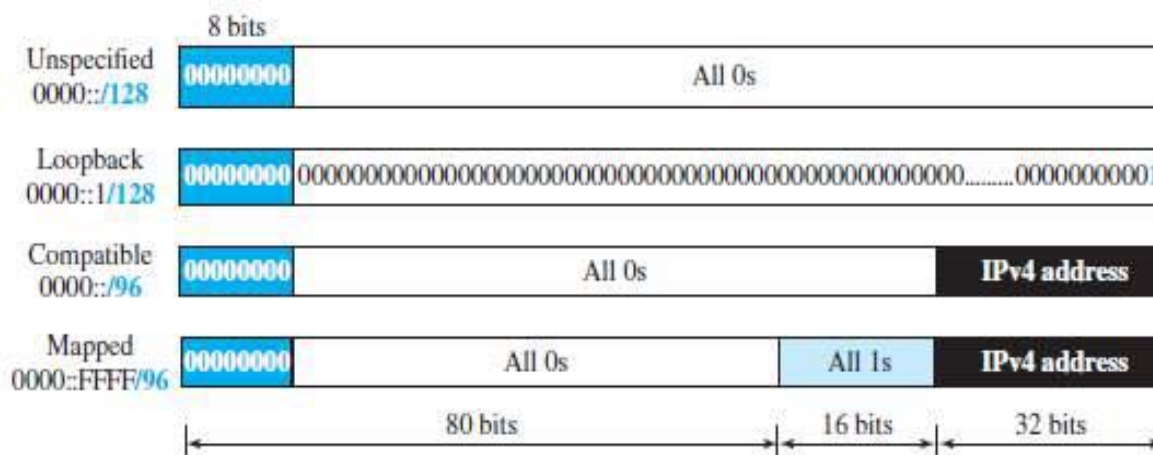 8 bits
Unspecified
0000::/128
00000000
All 0s
Loopback
0000::1/128
00000000
000000000000000000000000000000000000000000000000000000.........000000000001
Compatible
0000::/96
00000000
All 0s
IPv4 address
Mapped
0000::FFFF/96
00000000
All 0s
All 1s
IPv4 address
80 bits
16 bits
32 bits